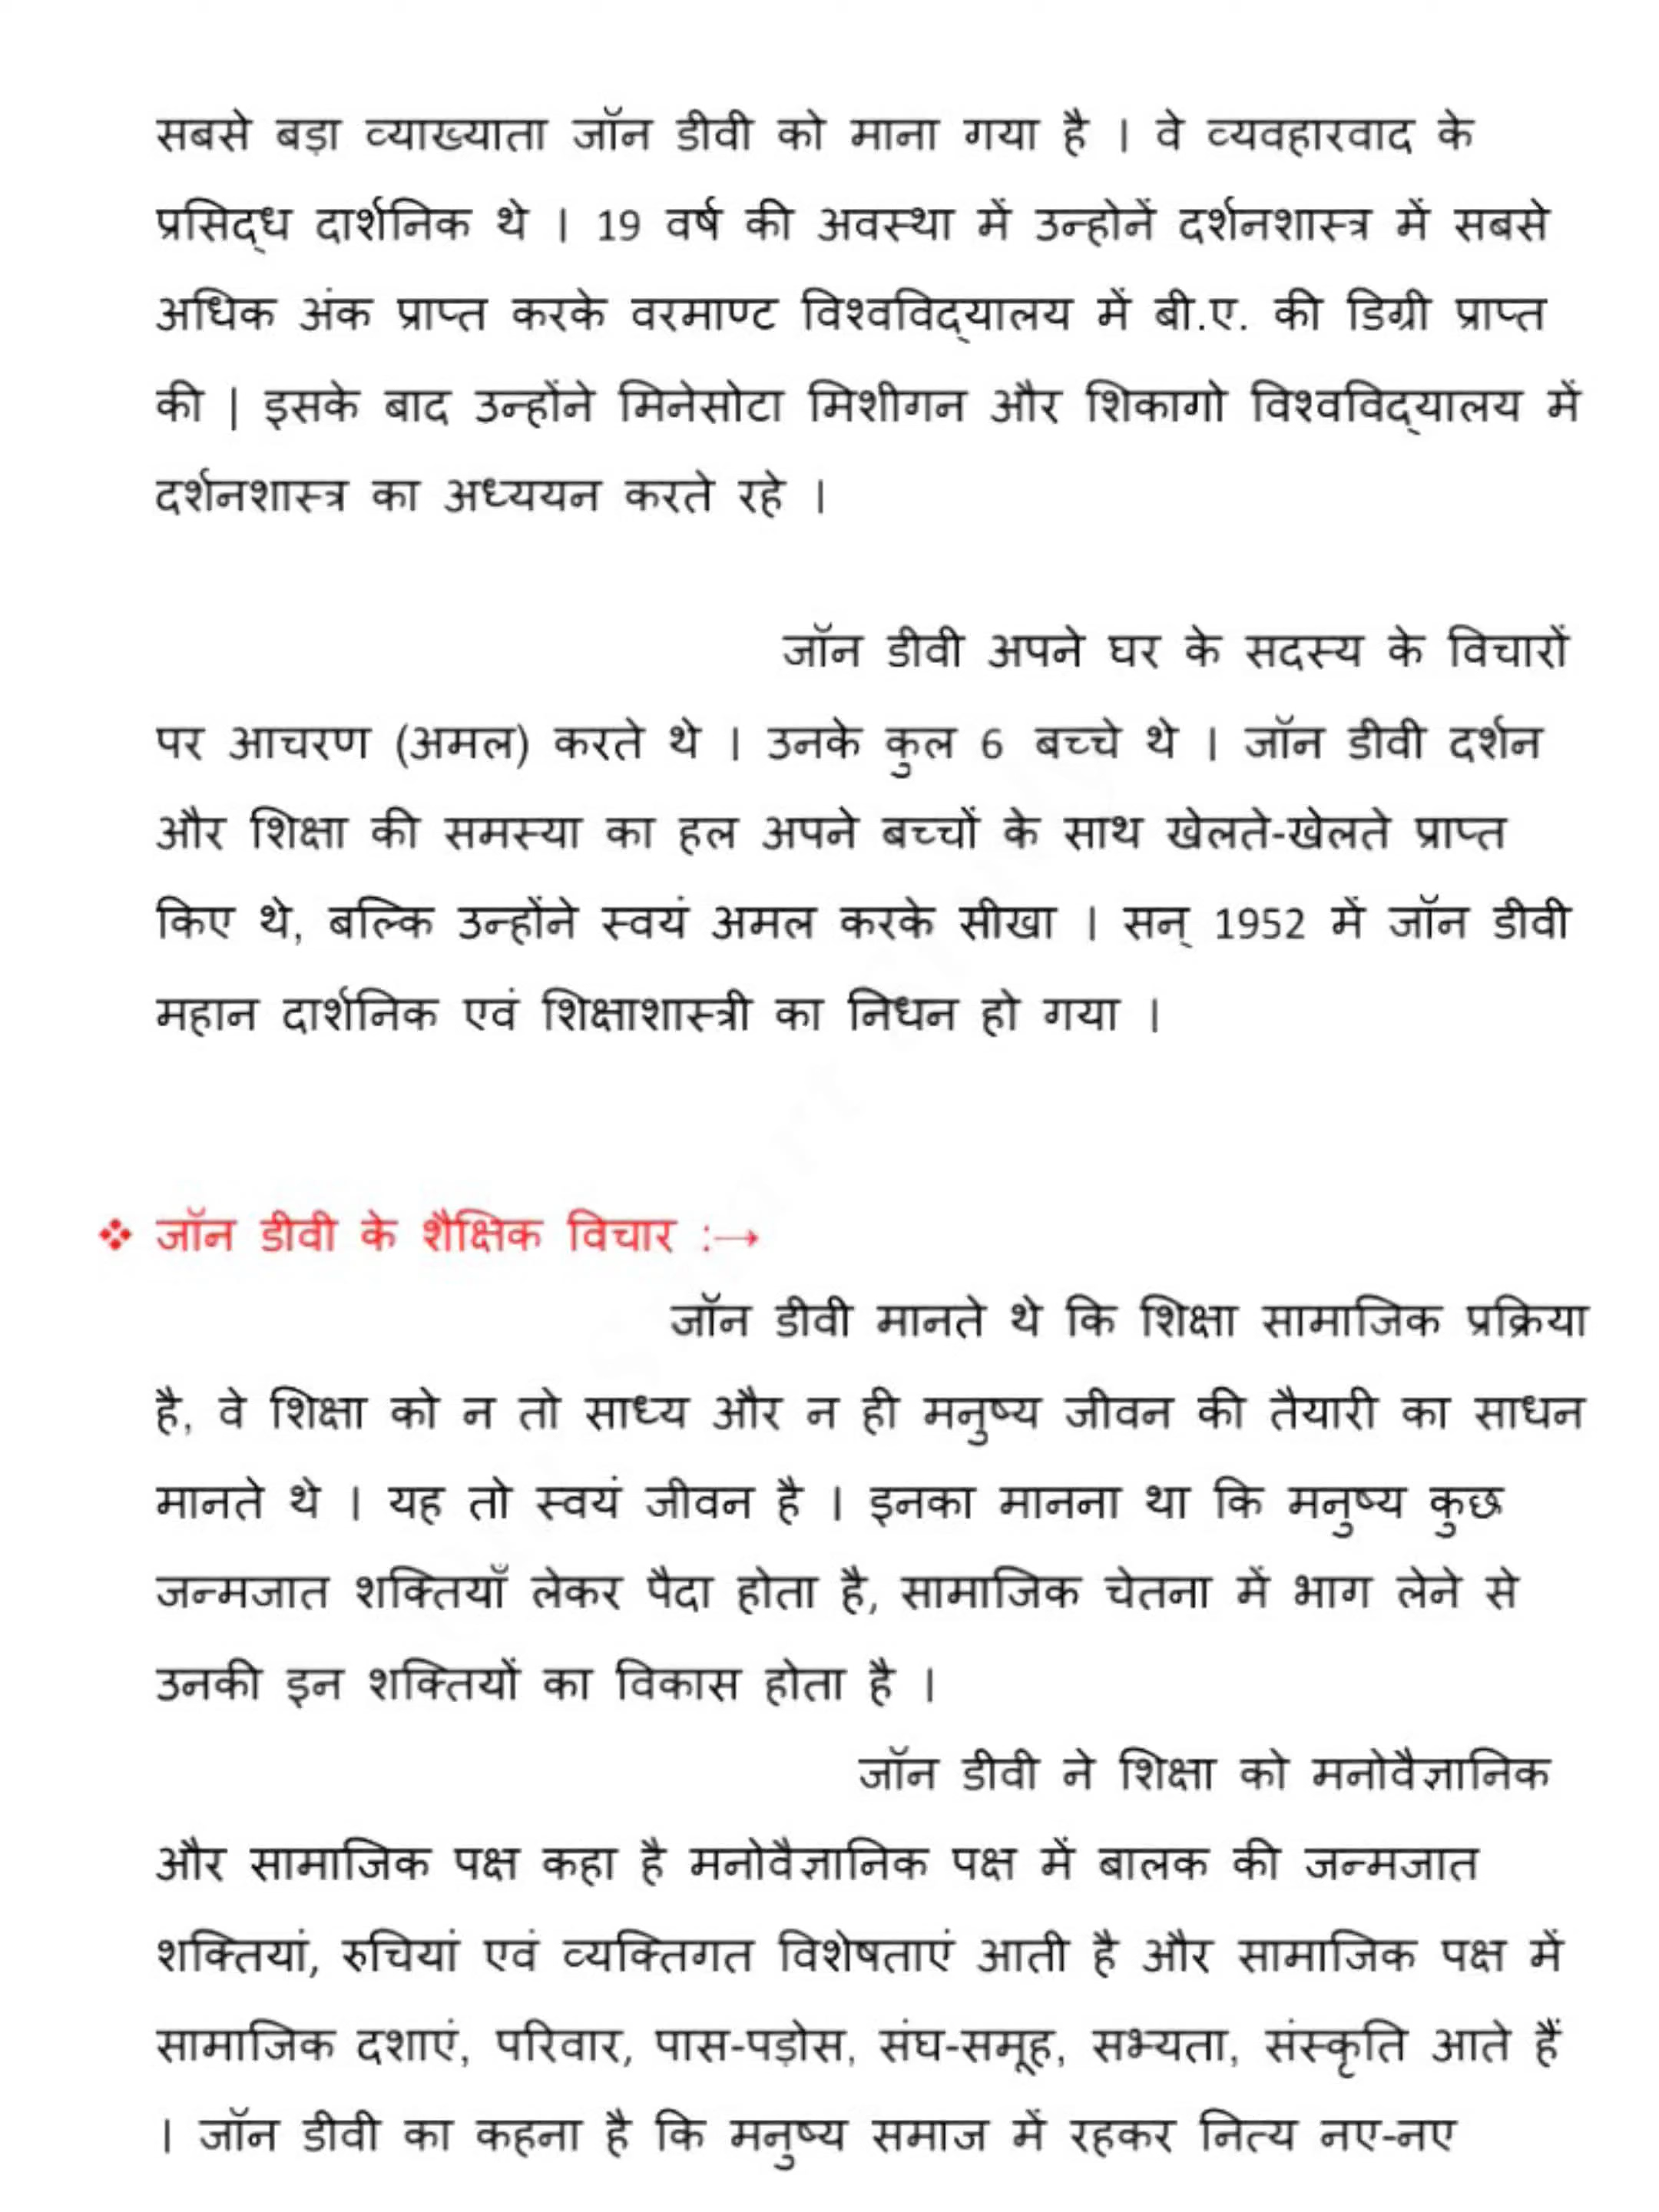 सबसे बड़ा व्याख्याता जॉन डीवी को माना गया है । वे व्यवहारवाद के
प्रसिद्ध दार्शनिक थे । 19 वर्ष की अवस्था में उन्होनें दर्शनशास्त्र में सबसे
अधिक अंक प्राप्त करके वरमाण्ट विश्वविद्यालय में बी.ए. की डिग्री प्राप्त
की | इसके बाद उन्होंने मिनेसोटा मिशीगन और शिकागो विश्वविद्यालय में
दर्शनशास्त्र का अध्ययन करते रहे ।
जॉन डीवी अपने घर के सदस्य के विचारों
पर आचरण (अमल) करते थे । उनके कुल 6 बच्चे थे । जॉन डीवी दर्शन
और शिक्षा की समस्या का हल अपने बच्चों के साथ खेलते-खेलते प्राप्त
किए थे, बल्कि उन्होंने स्वयं अमल करके सीखा । सन् 1952 में जॉन डीवी
महान दार्शनिक एवं शिक्षाशास्त्री का निधन हो गया ।
❖ जॉन डीवी के शैक्षिक विचार :→
जॉन डीवी मानते थे कि शिक्षा सामाजिक प्रक्रिया
है, वे शिक्षा को न तो साध्य और न ही मनुष्य जीवन की तैयारी का साधन
मानते थे । यह तो स्वयं जीवन है । इनका मानना था कि मनुष्य कुछ
जन्मजात शक्तियाँ लेकर पैदा होता है, सामाजिक चेतना में भाग लेने से
उनकी इन शक्तियों का विकास होता है ।
जॉन डीवी ने शिक्षा को मनोवैज्ञानिक
और सामाजिक पक्ष कहा है मनोवैज्ञानिक पक्ष में बालक की जन्मजात
शक्तियां, रुचियां एवं व्यक्तिगत विशेषताएं आती है और सामाजिक पक्ष में
सामाजिक दशाएं, परिवार, पास-पड़ोस, संघ-समूह, सभ्यता, संस्कृति आते हैं
। जॉन डीवी का कहना है कि मनुष्य समाज में रहकर नित्य नए-नए